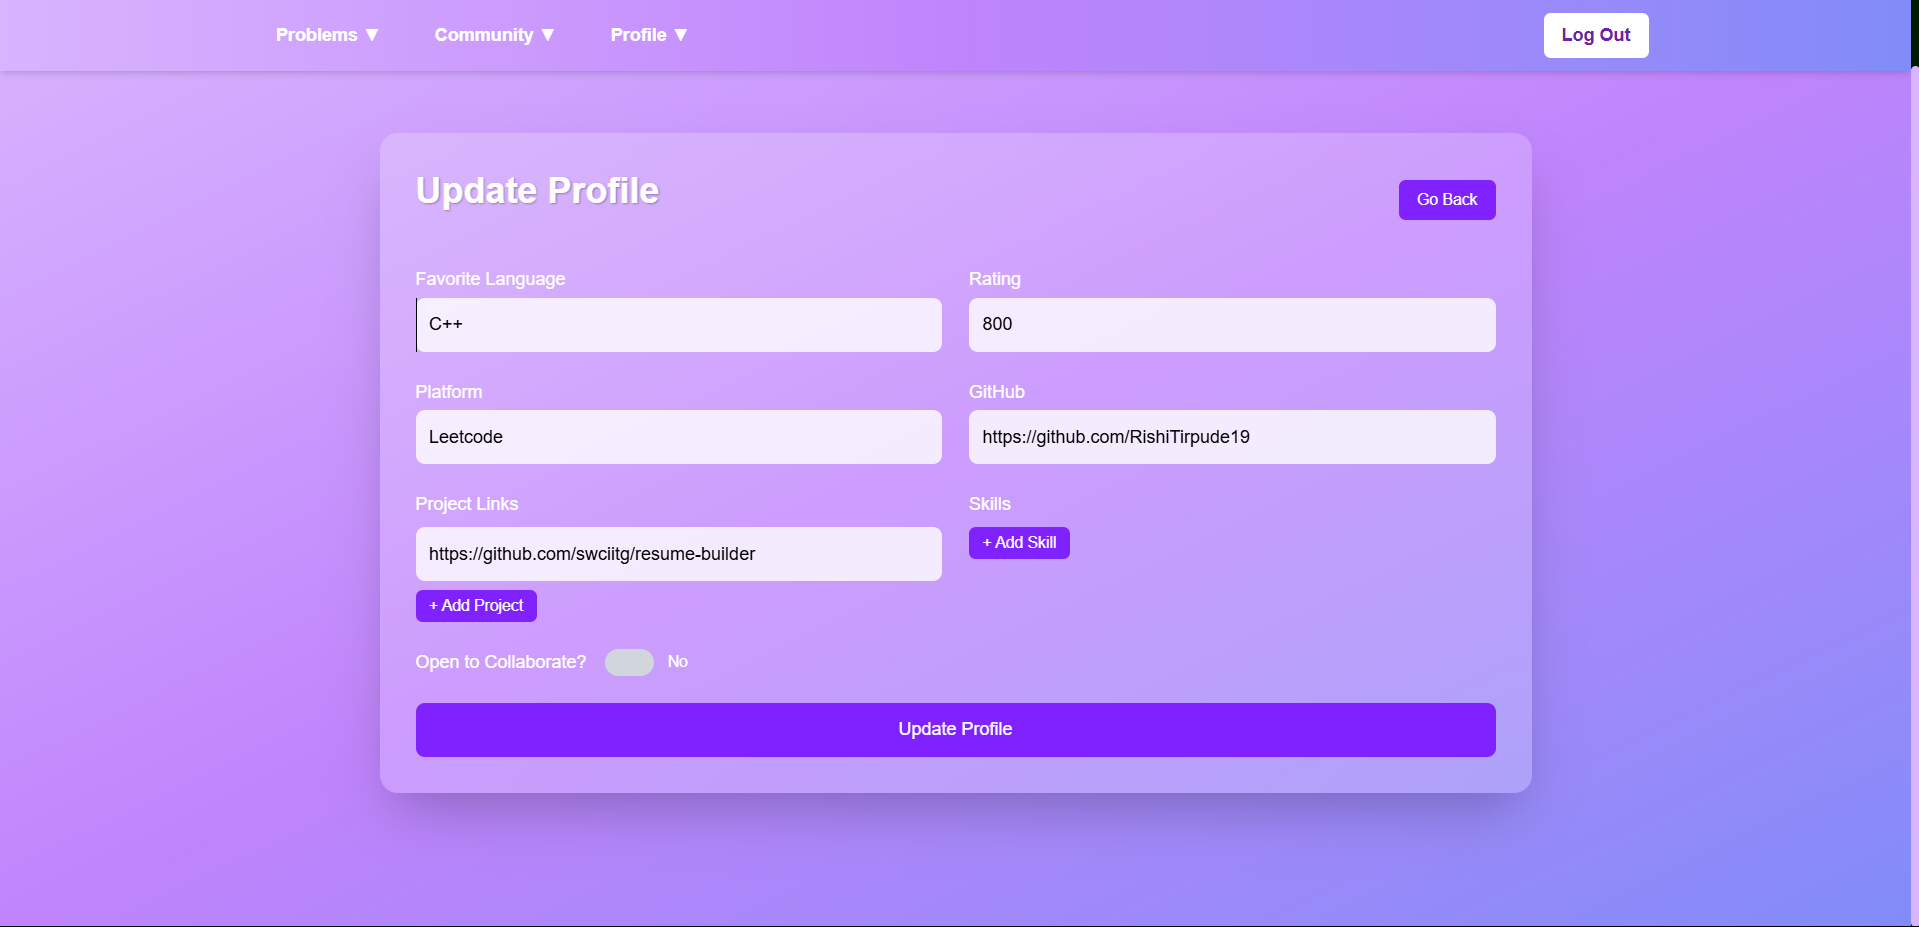 Problems ▼ Community ▼ Profile ▼ Log Out
Update Profile
Go Back
Favorite Language
C++
Rating
800
Platform
Leetcode
GitHub
https://github.com/RishiTirpude19
Project Links
https://github.com/swciitg/resume-builder
+ Add Project
Skills
+ Add Skill
Open to Collaborate? No
Update Profile